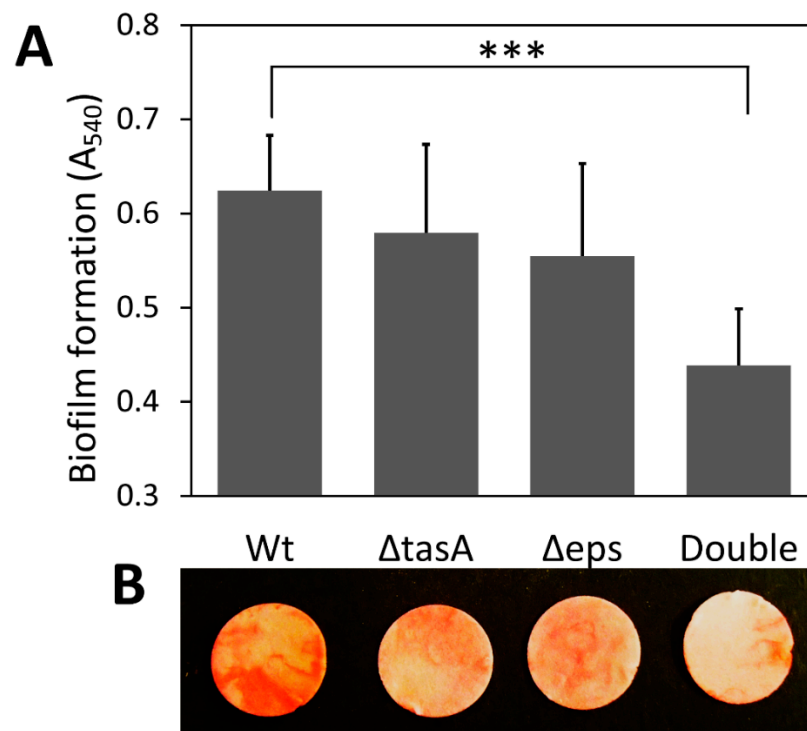 A
Biofilm formation (A540)
0.8
0.7
0.6
0.5
0.4
0.3
***
Wt ΔtasA Δeps Double
B